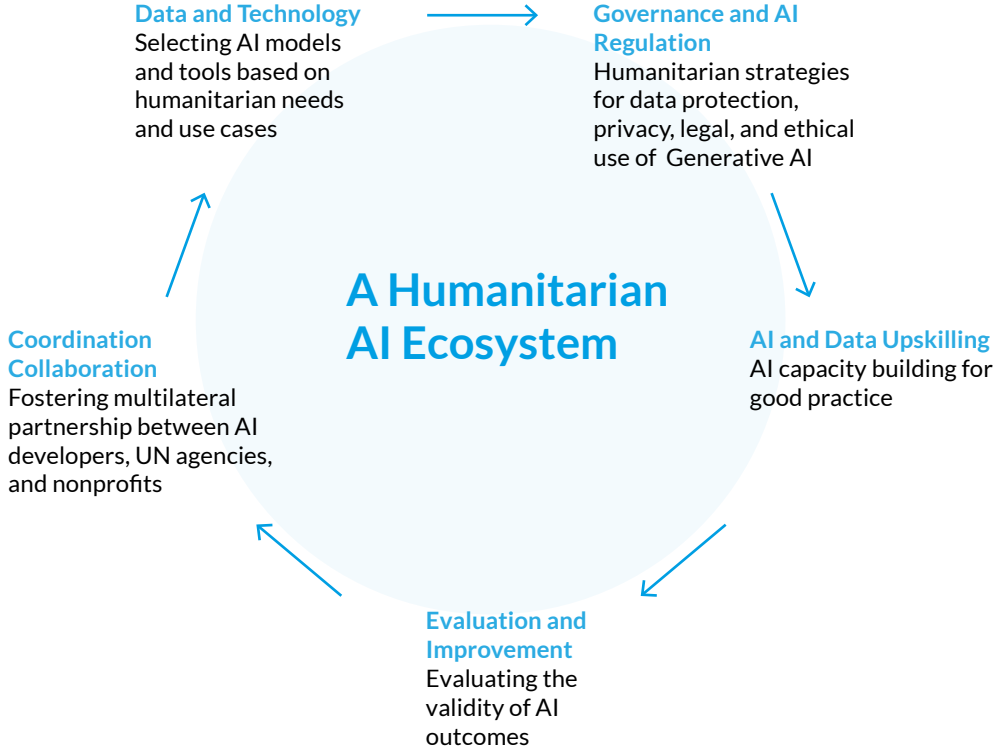 Data and Technology
Selecting AI models
and tools based on
humanitarian needs
and use cases
Governance and AI
Regulation
Humanitarian strategies
for data protection,
privacy, legal, and ethical
use of Generative AI
A Humanitarian
AI Ecosystem
AI and Data Upskilling
AI capacity building for
good practice
Evaluation and
Improvement
Evaluating the
validity of AI
outcomes
Coordination
Collaboration
Fostering multilateral
partnership between AI
developers, UN agencies,
and nonprofits